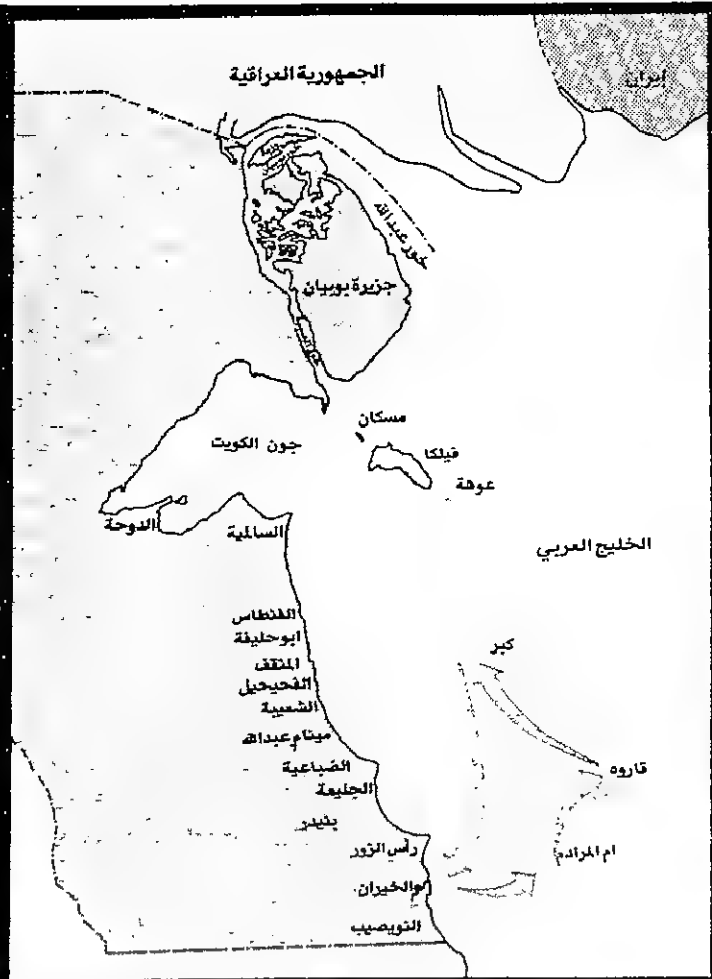 الجمهورية العراقية
إيران
خور عبدالله
جزيرة بوبيان
مسكان
فيلكا
جون الكويت
عوهة
الدوحة
السالمية
الخليج العربي
الفنطاس
ابوحليفة
المنقف
الفحيحيل
الشعيبة
ميناء عبدالله
كبر
الضباعية
قاروه
الجليعة
بنيدر
رأس الزور
ام المرادم
الخيران
النويصيب